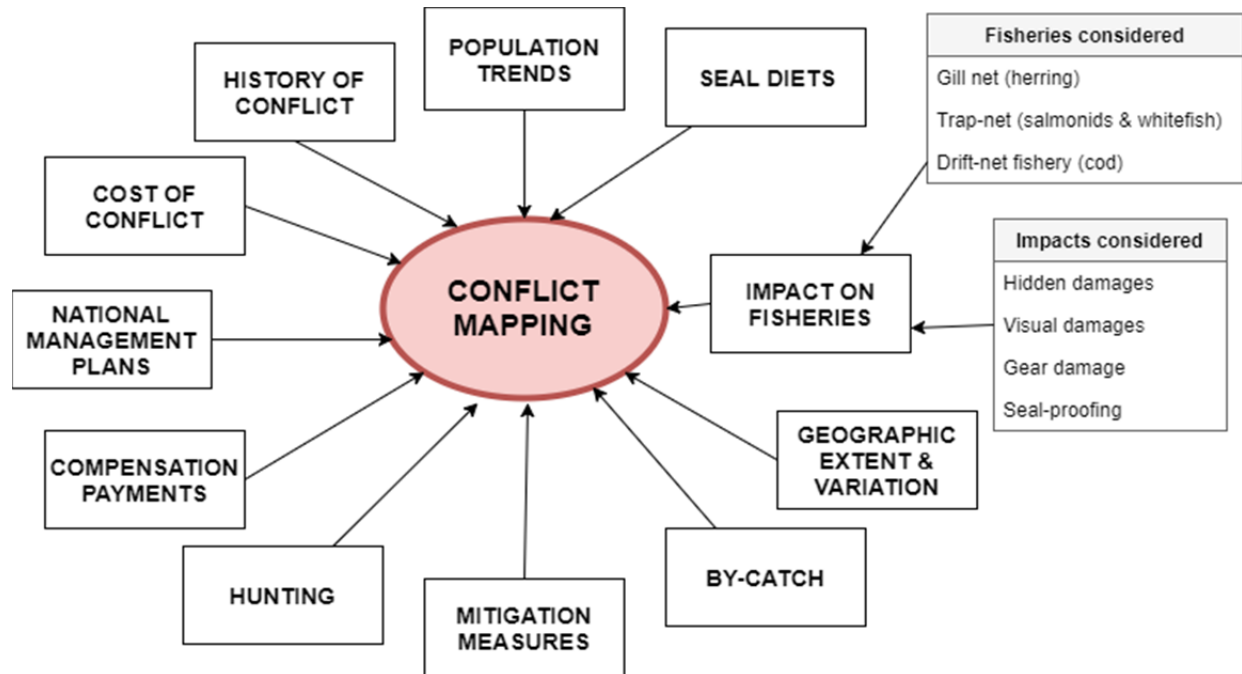 POPULATION
TRENDS
HISTORY OF
CONFLICT
SEAL DIETS
Fisheries considered
Gill net (herring)
Trap-net (salmonids & whitefish)
Drift-net fishery (cod)
COST OF
CONFLICT
CONFLICT
MAPPING
IMPACT ON
FISHERIES
Impacts considered
Hidden damages
Visual damages
Gear damage
Seal-proofing
NATIONAL
MANAGEMENT
PLANS
GEOGRAPHIC
EXTENT &
VARIATION
COMPENSATION
PAYMENTS
BY-CATCH
HUNTING
MITIGATION
MEASURES